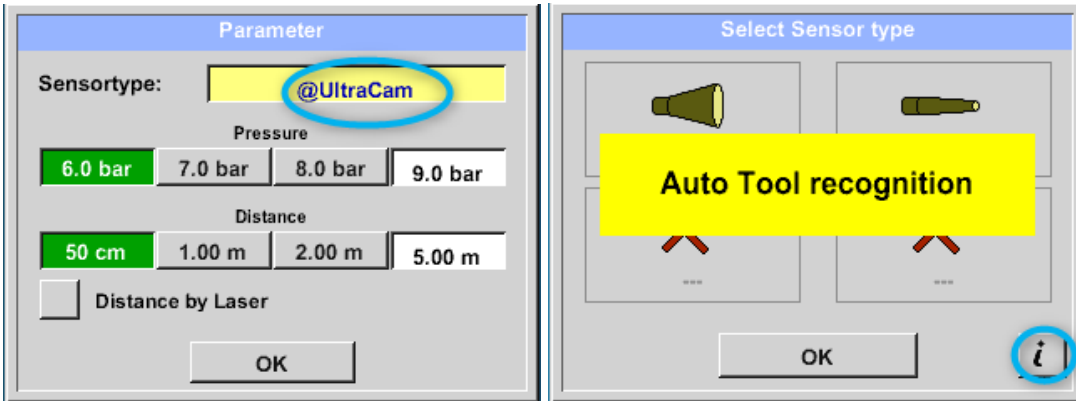 Parameter
Sensortype:
@UltraCam
Pressure
6.0 bar 7.0 bar 8.0 bar 9.0 bar
Distance
50 cm 1.00 m 2.00 m 5.00 m
Distance by Laser
OK
Select Sensor type
Auto Tool recognition
--- ---
OK
i